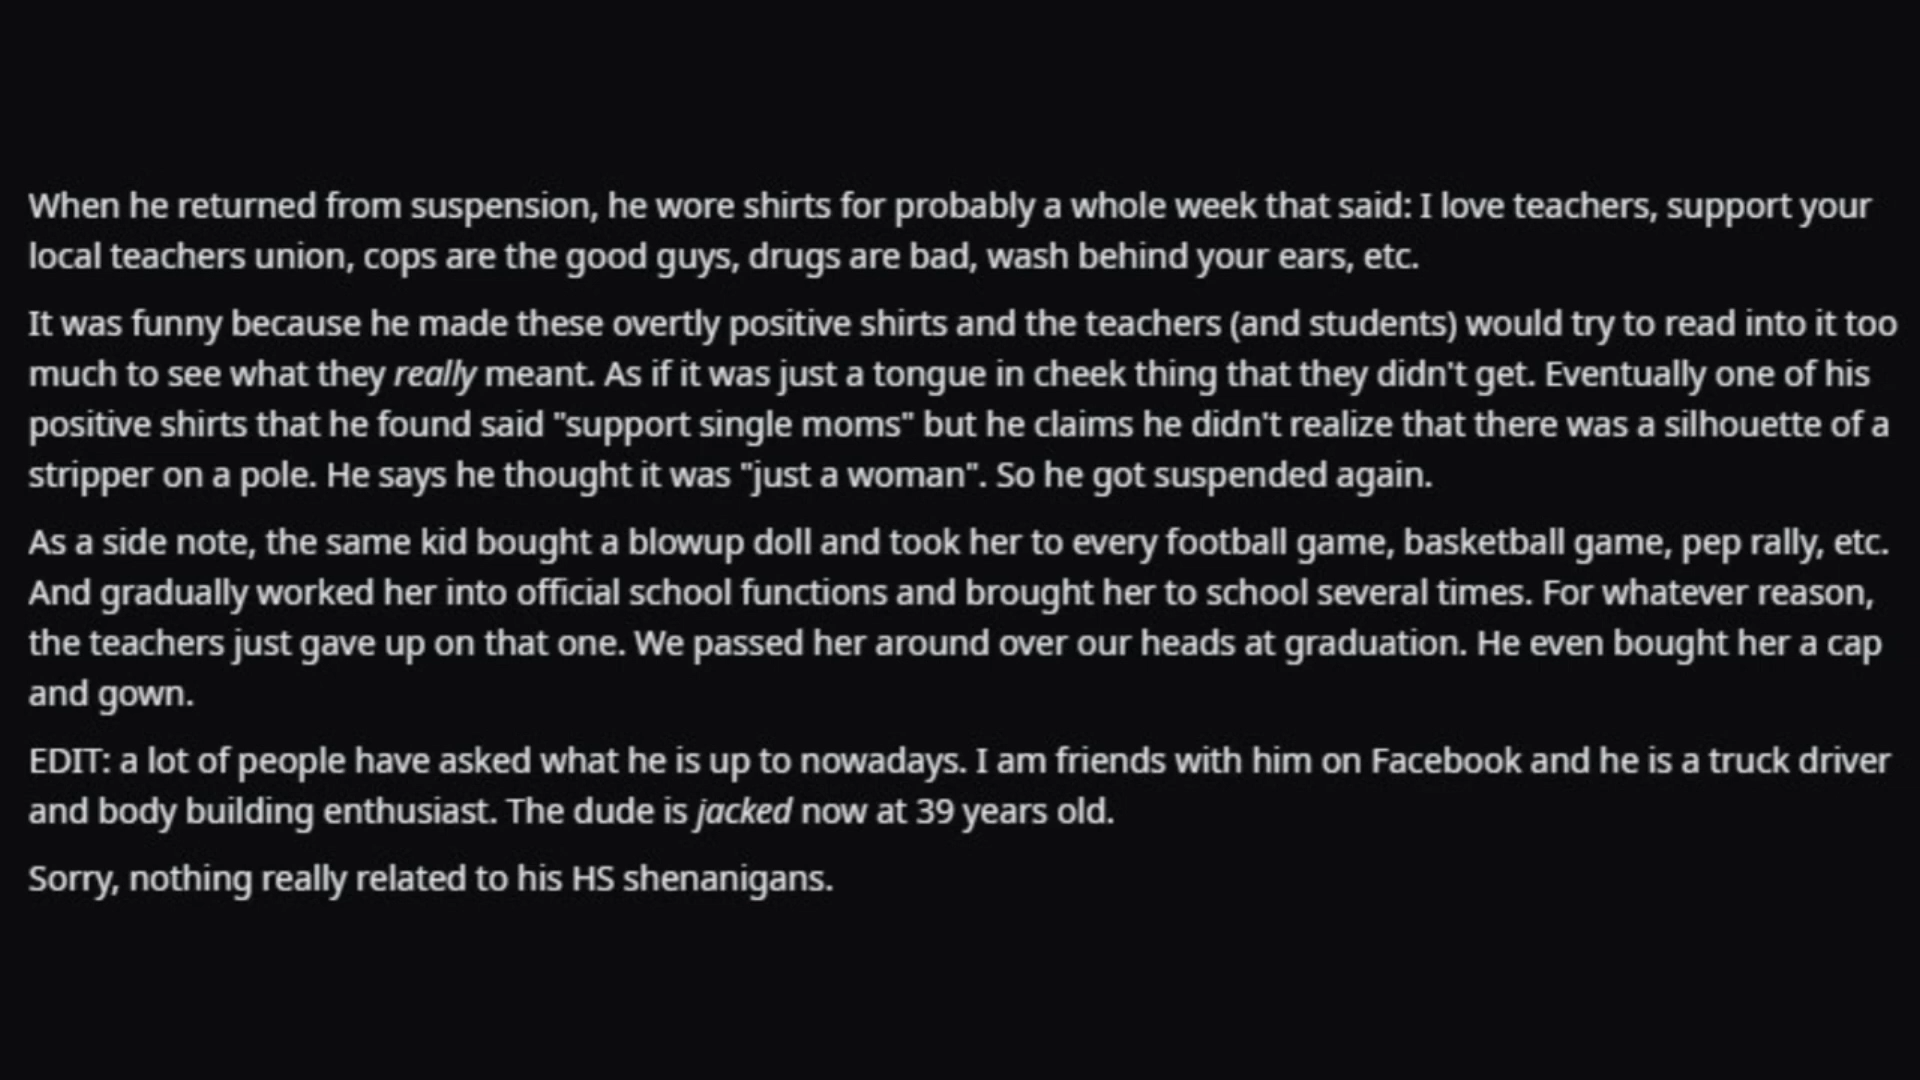 When he returned from suspension, he wore shirts for probably a whole week that said: I love teachers, support your
local teachers union, cops are the good guys, drugs are bad, wash behind your ears, etc.
It was funny because he made these overtly positive shirts and the teachers (and students) would try to read into it too
much to see what they really meant. As if it was just a tongue in cheek thing that they didn't get. Eventually one of his
positive shirts that he found said "support single moms" but he claims he didn't realize that there was a silhouette of a
stripper on a pole. He says he thought it was "just a woman". So he got suspended again.
As a side note, the same kid bought a blowup doll and took her to every football game, basketball game, pep rally, etc.
And gradually worked her into official school functions and brought her to school several times. For whatever reason,
the teachers just gave up on that one. We passed her around over our heads at graduation. He even bought her a cap
and gown.
EDIT: a lot of people have asked what he is up to nowadays. I am friends with him on Facebook and he is a truck driver
and body building enthusiast. The dude is jacked now at 39 years old.
Sorry, nothing really related to his HS shenanigans.